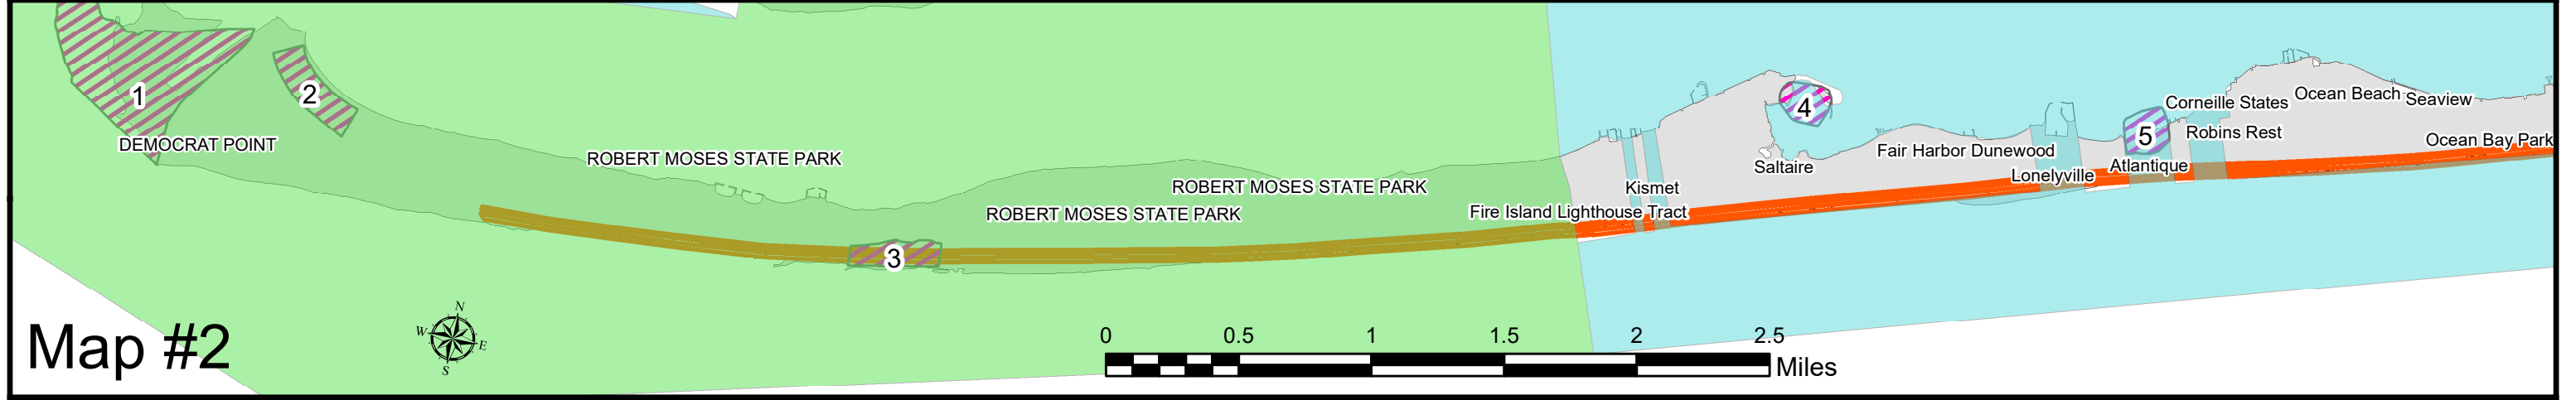 1
2
DEMOCRAT POINT
ROBERT MOSES STATE PARK
ROBERT MOSES STATE PARK
ROBERT MOSES STATE PARK
3
Fire Island Lighthouse Tract
Kismet
Saltaire
4
Fair Harbor Dunewood
Lonelyville
Atlantique
5
Corneille States
Robins Rest
Ocean Beach
Seaview
Ocean Bay Park
Map #2
N
W
E
S
0 0.5 1 1.5 2 2.5
Miles